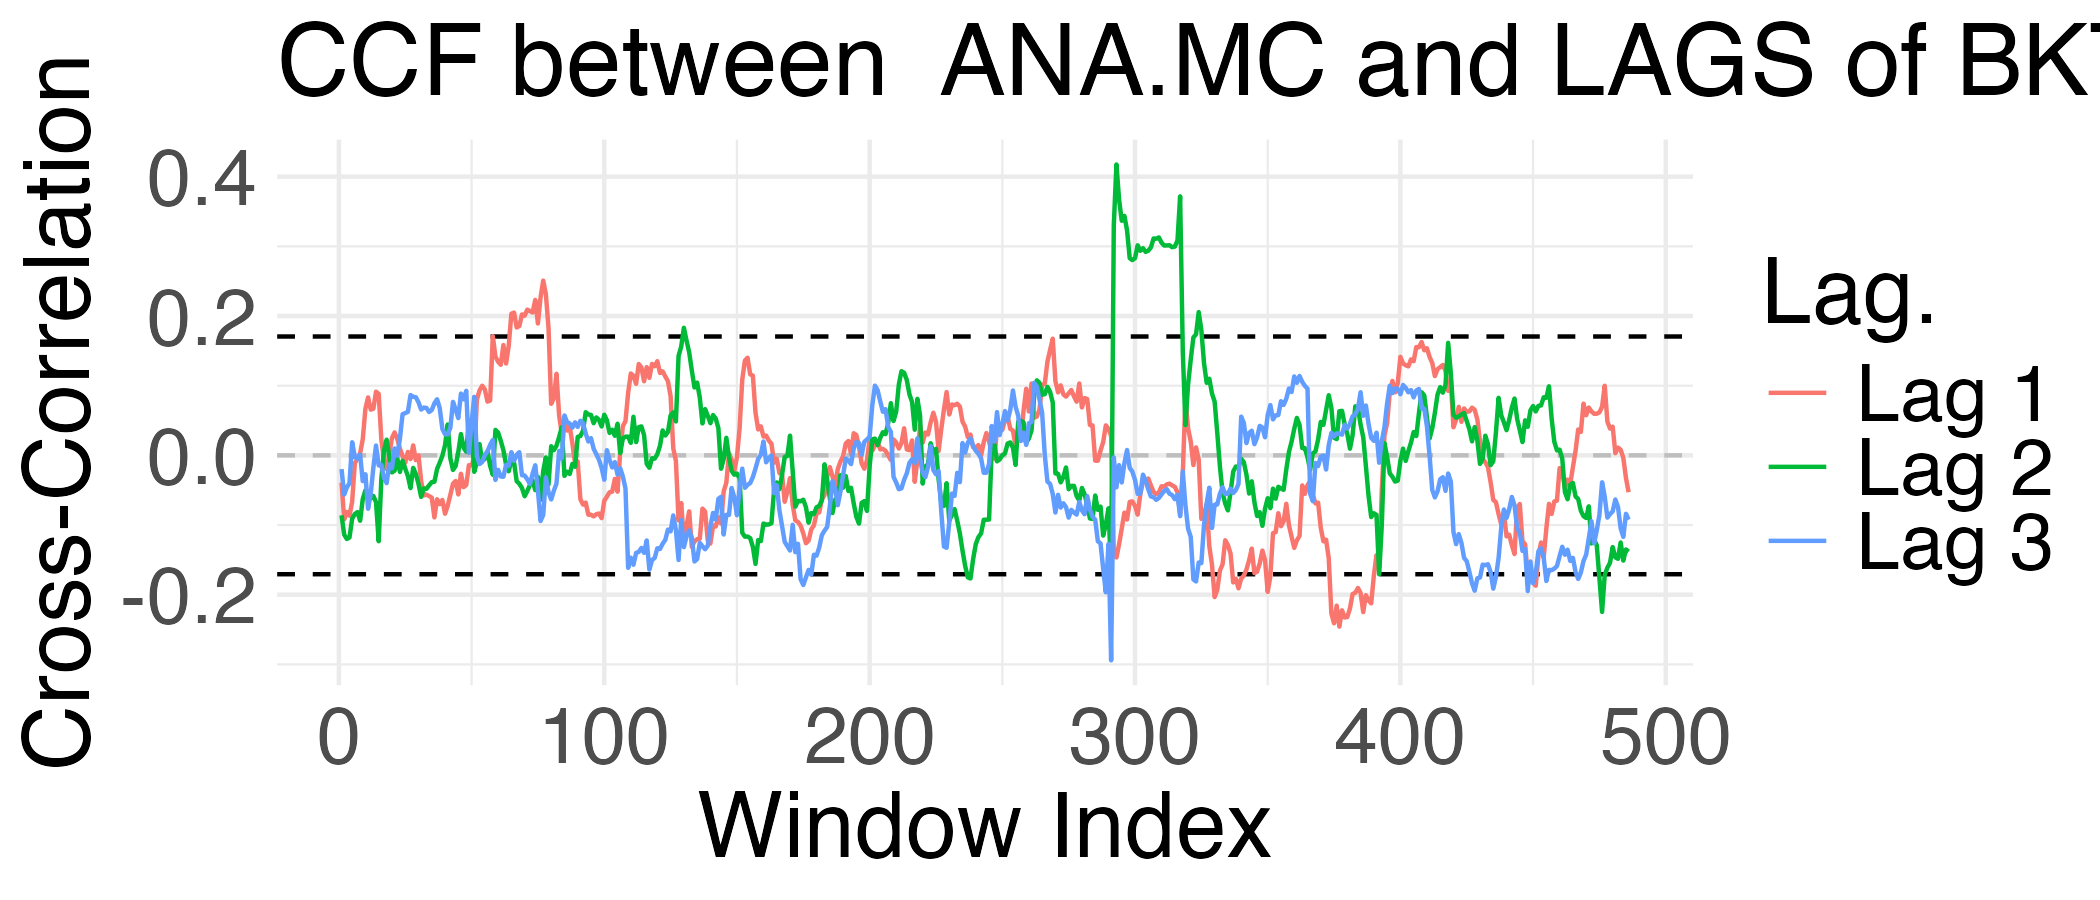 CCF between  ANA.MC and LAGS of BK
Cross-Correlation
0.4
0.2
0.0
-0.2
0 100 200 300 400 500
Window Index
Lag.
Lag 1
Lag 2
Lag 3